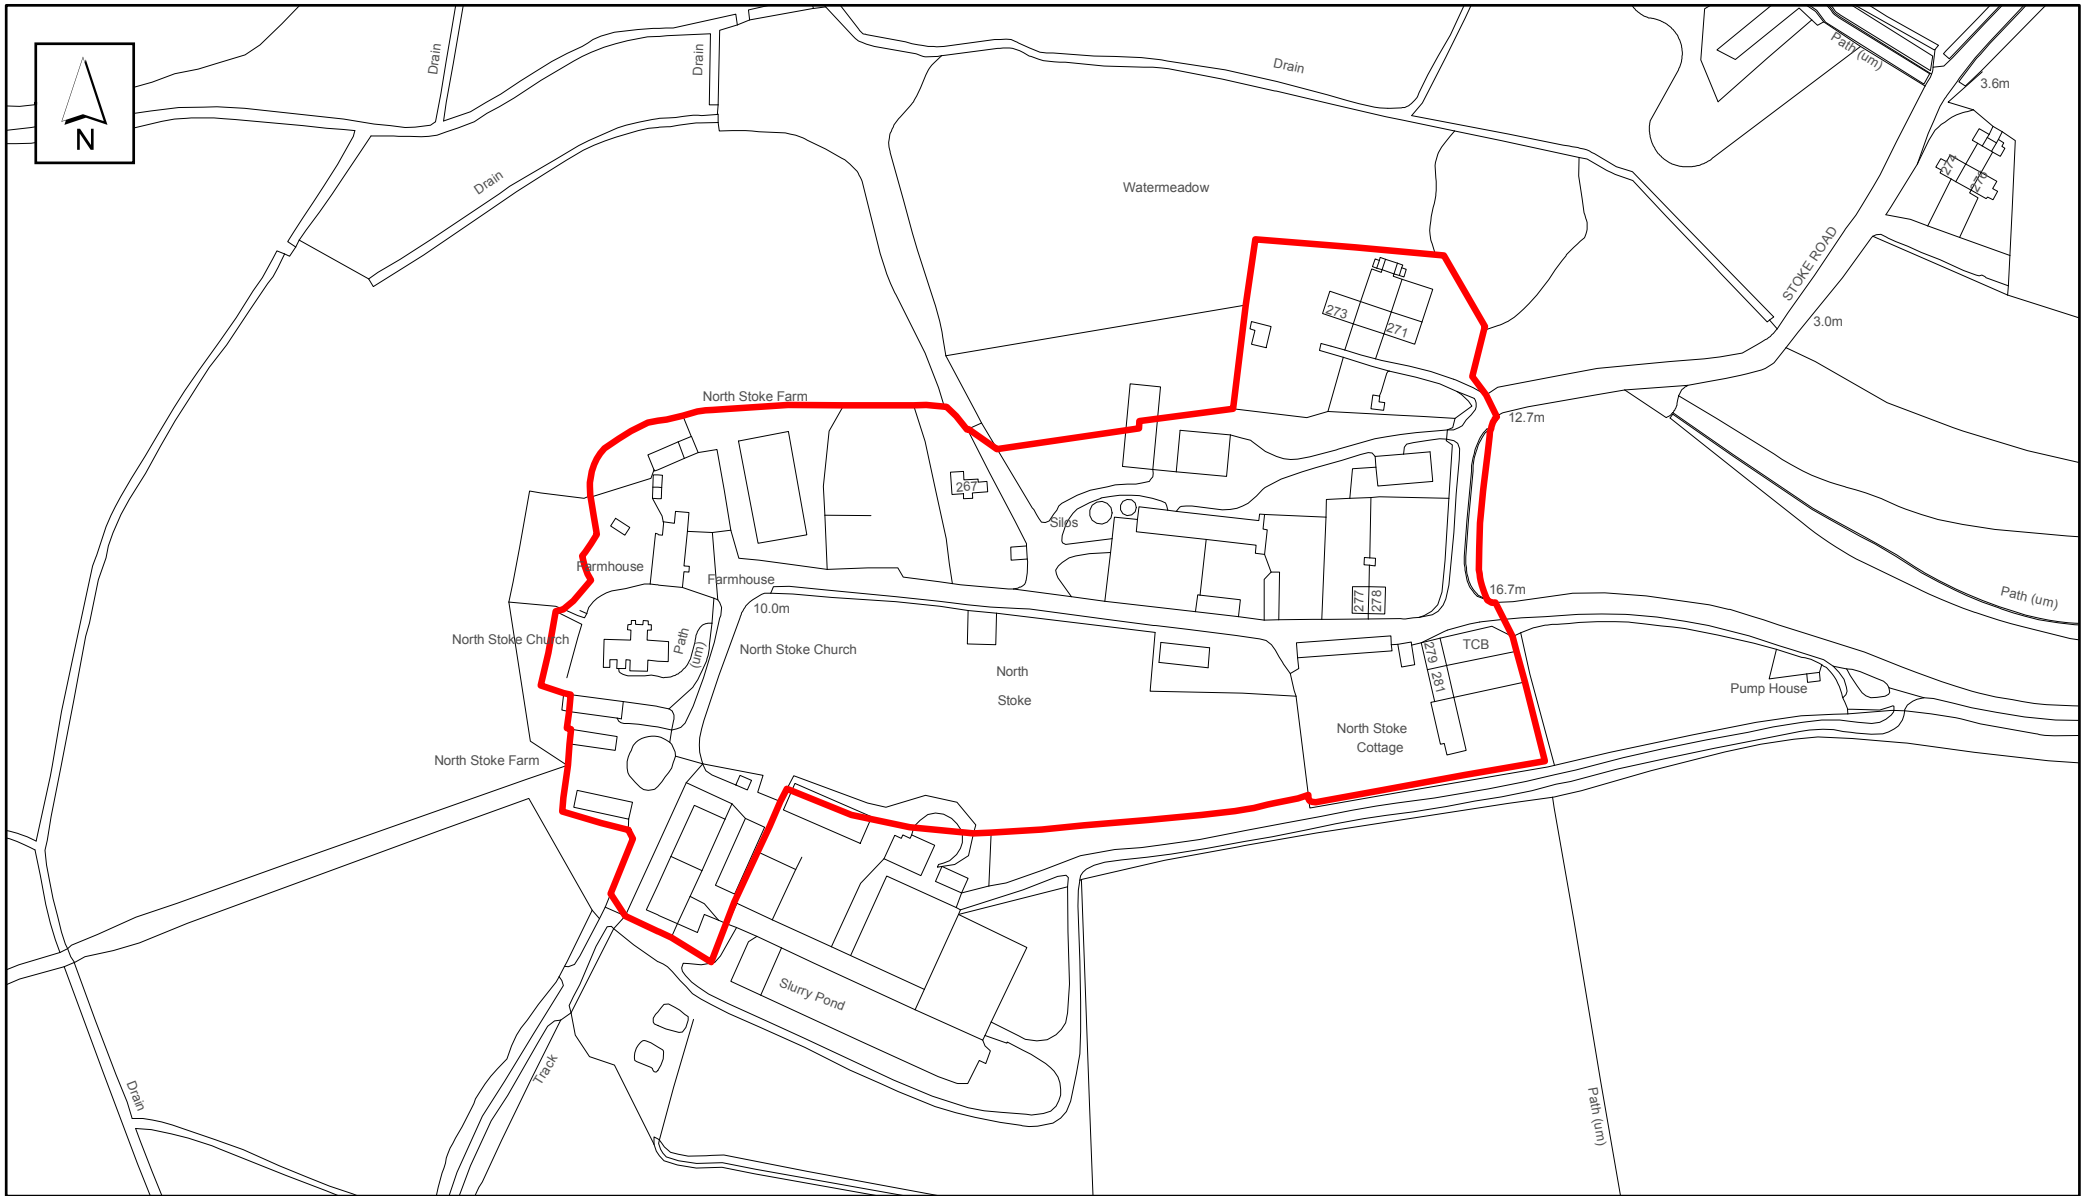 N
Drain
Drain
Drain
Drain
Path (um)
3.6m
274
276
Watermeadow
STOKE ROAD
3.0m
273
271
North Stoke Farm
12.7m
267
Silos
Farmhouse
Farmhouse
10.0m
277
278
16.7m
Path (um)
North Stoke Church
Path
(um)
North Stoke Church
North
Stoke
279
281
TCB
Pump House
North Stoke
Cottage
North Stoke Farm
Slurry Pond
Track
Drain
Path (um)